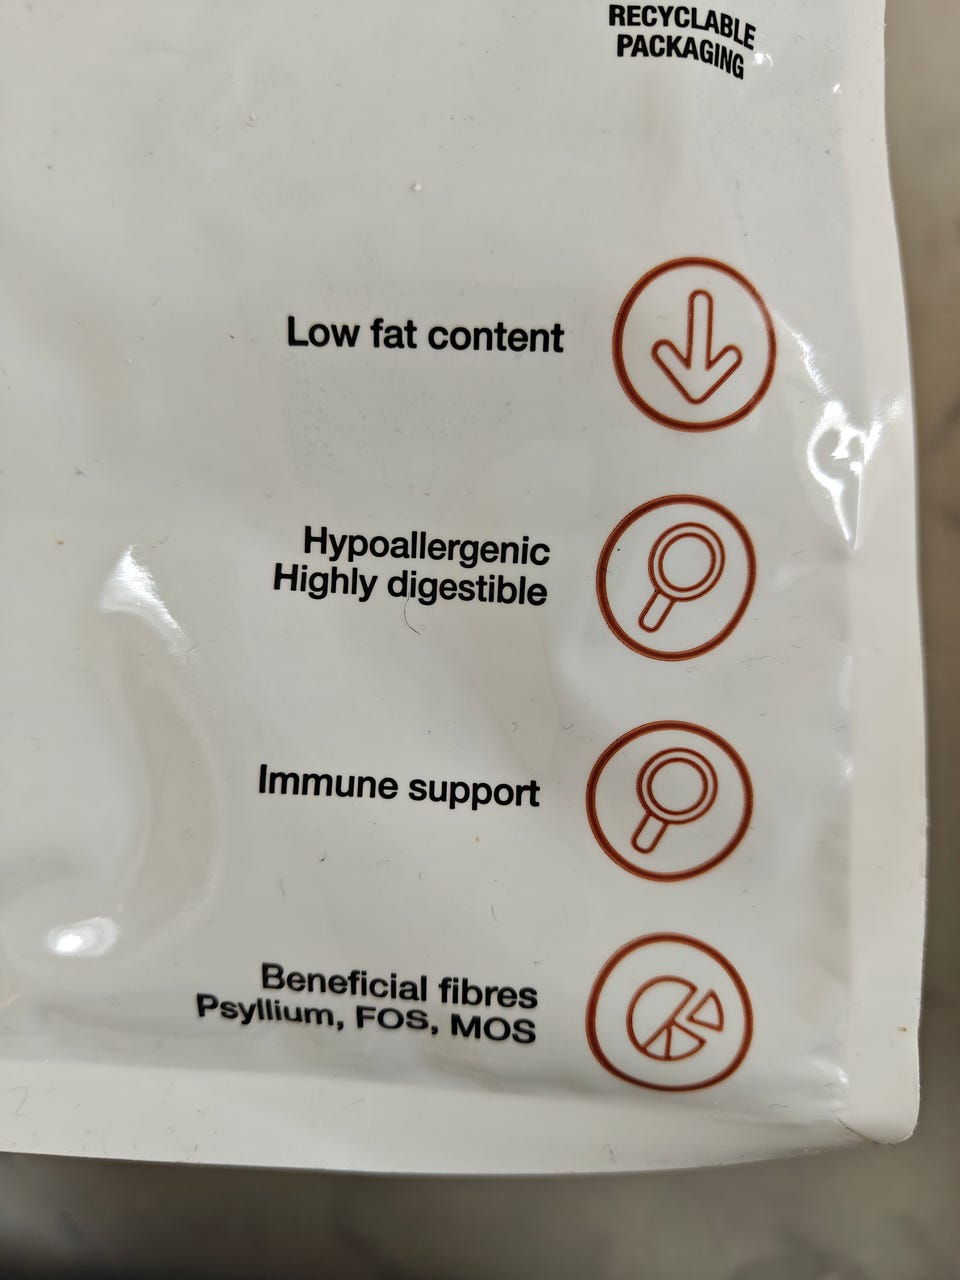 RECYCLABLE
PACKAGING
Low fat content
Hypoallergenic
Highly digestible
Immune support
Beneficial fibres
Psyllium, FOS, MOS